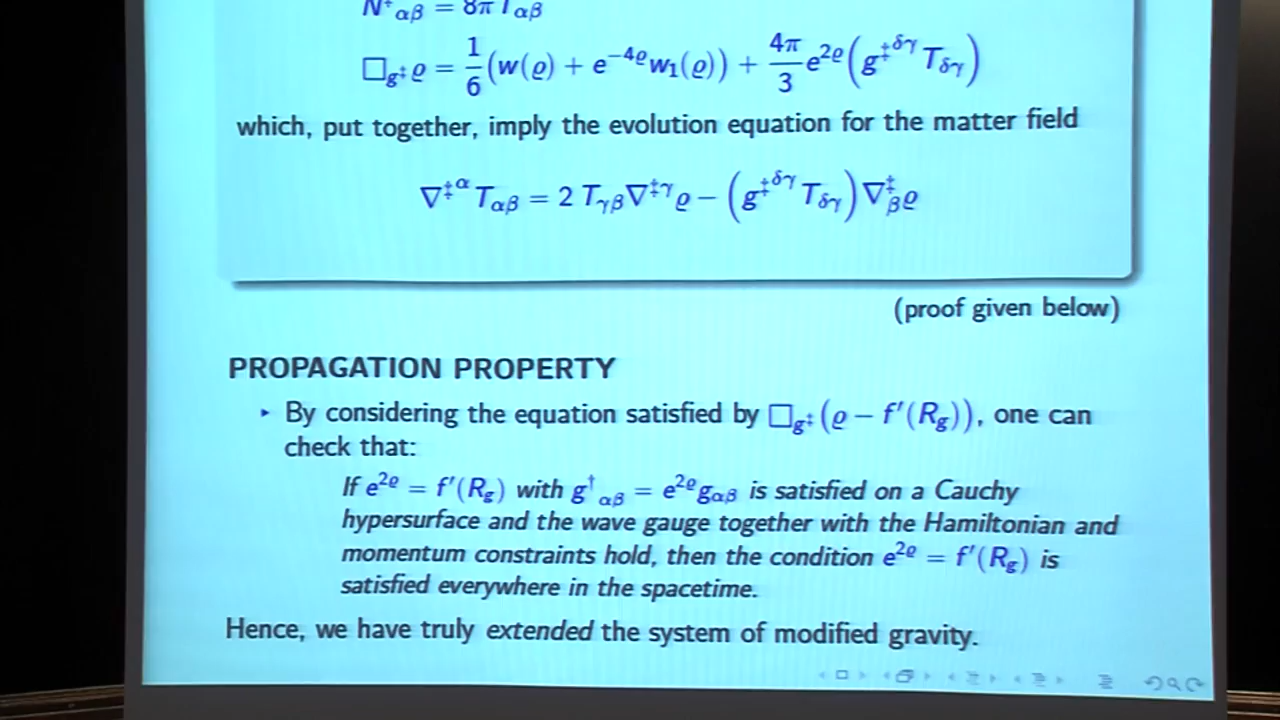 N‡αβ = 8π Tαβ
□g‡ ϱ = 1/6 (w(ϱ) + e^−4ϱ w₁(ϱ)) + 4π/3 e^2ϱ (g‡^δγ Tδγ)
which, put together, imply the evolution equation for the matter field
∇‡^α Tαβ = 2 Tγβ ∇‡^γ ϱ − (g‡^δγ Tδγ) ∇‡β ϱ
(proof given below)
PROPAGATION PROPERTY
‣ By considering the equation satisfied by □g‡ (ϱ − f′(Rg)), one can
check that:
If e^2ϱ = f′(Rg) with g†αβ = e^2ϱ gαβ is satisfied on a Cauchy
hypersurface and the wave gauge together with the Hamiltonian and
momentum constraints hold, then the condition e^2ϱ = f′(Rg) is
satisfied everywhere in the spacetime.
Hence, we have truly extended the system of modified gravity.